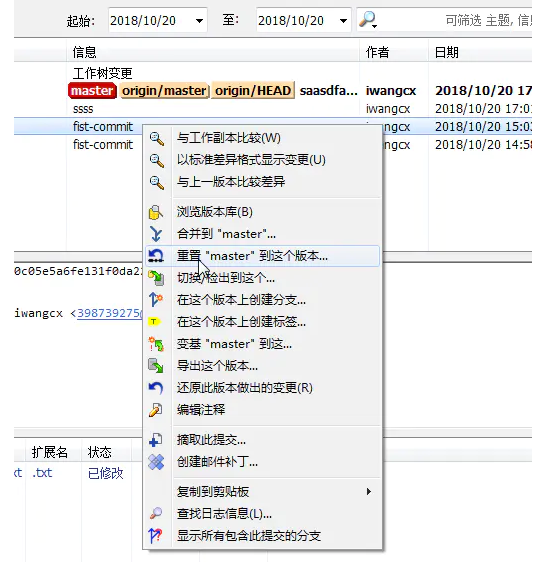 起始: 2018/10/20 至: 2018/10/20 可筛选 主题, 信
信息 作者 日期
工作树变更
master origin/master origin/HEAD saasdfa... iwangcx 2018/10/20 17
ssss iwangcx 2018/10/20 17:01
fist-commit iwangcx 2018/10/20 15:03
fist-commit iwangcx 2018/10/20 14:58
与工作副本比较(W)
以标准差异格式显示变更(U)
与上一版本比较差异
浏览版本库(B)
合并到 "master"...
重置 "master" 到这个版本...
切换/检出到这个...
在这个版本上创建分支...
在这个版本上创建标签...
变基 "master" 到这...
导出这个版本...
还原此版本做出的变更(R)
编辑注释
摘取此提交...
创建邮件补丁...
复制到剪贴板
查找日志信息(L)...
显示所有包含此提交的分支
0c05e5a6fe131f0da2
iwangcx <398739275
扩展名 状态
xt .txt 已修改